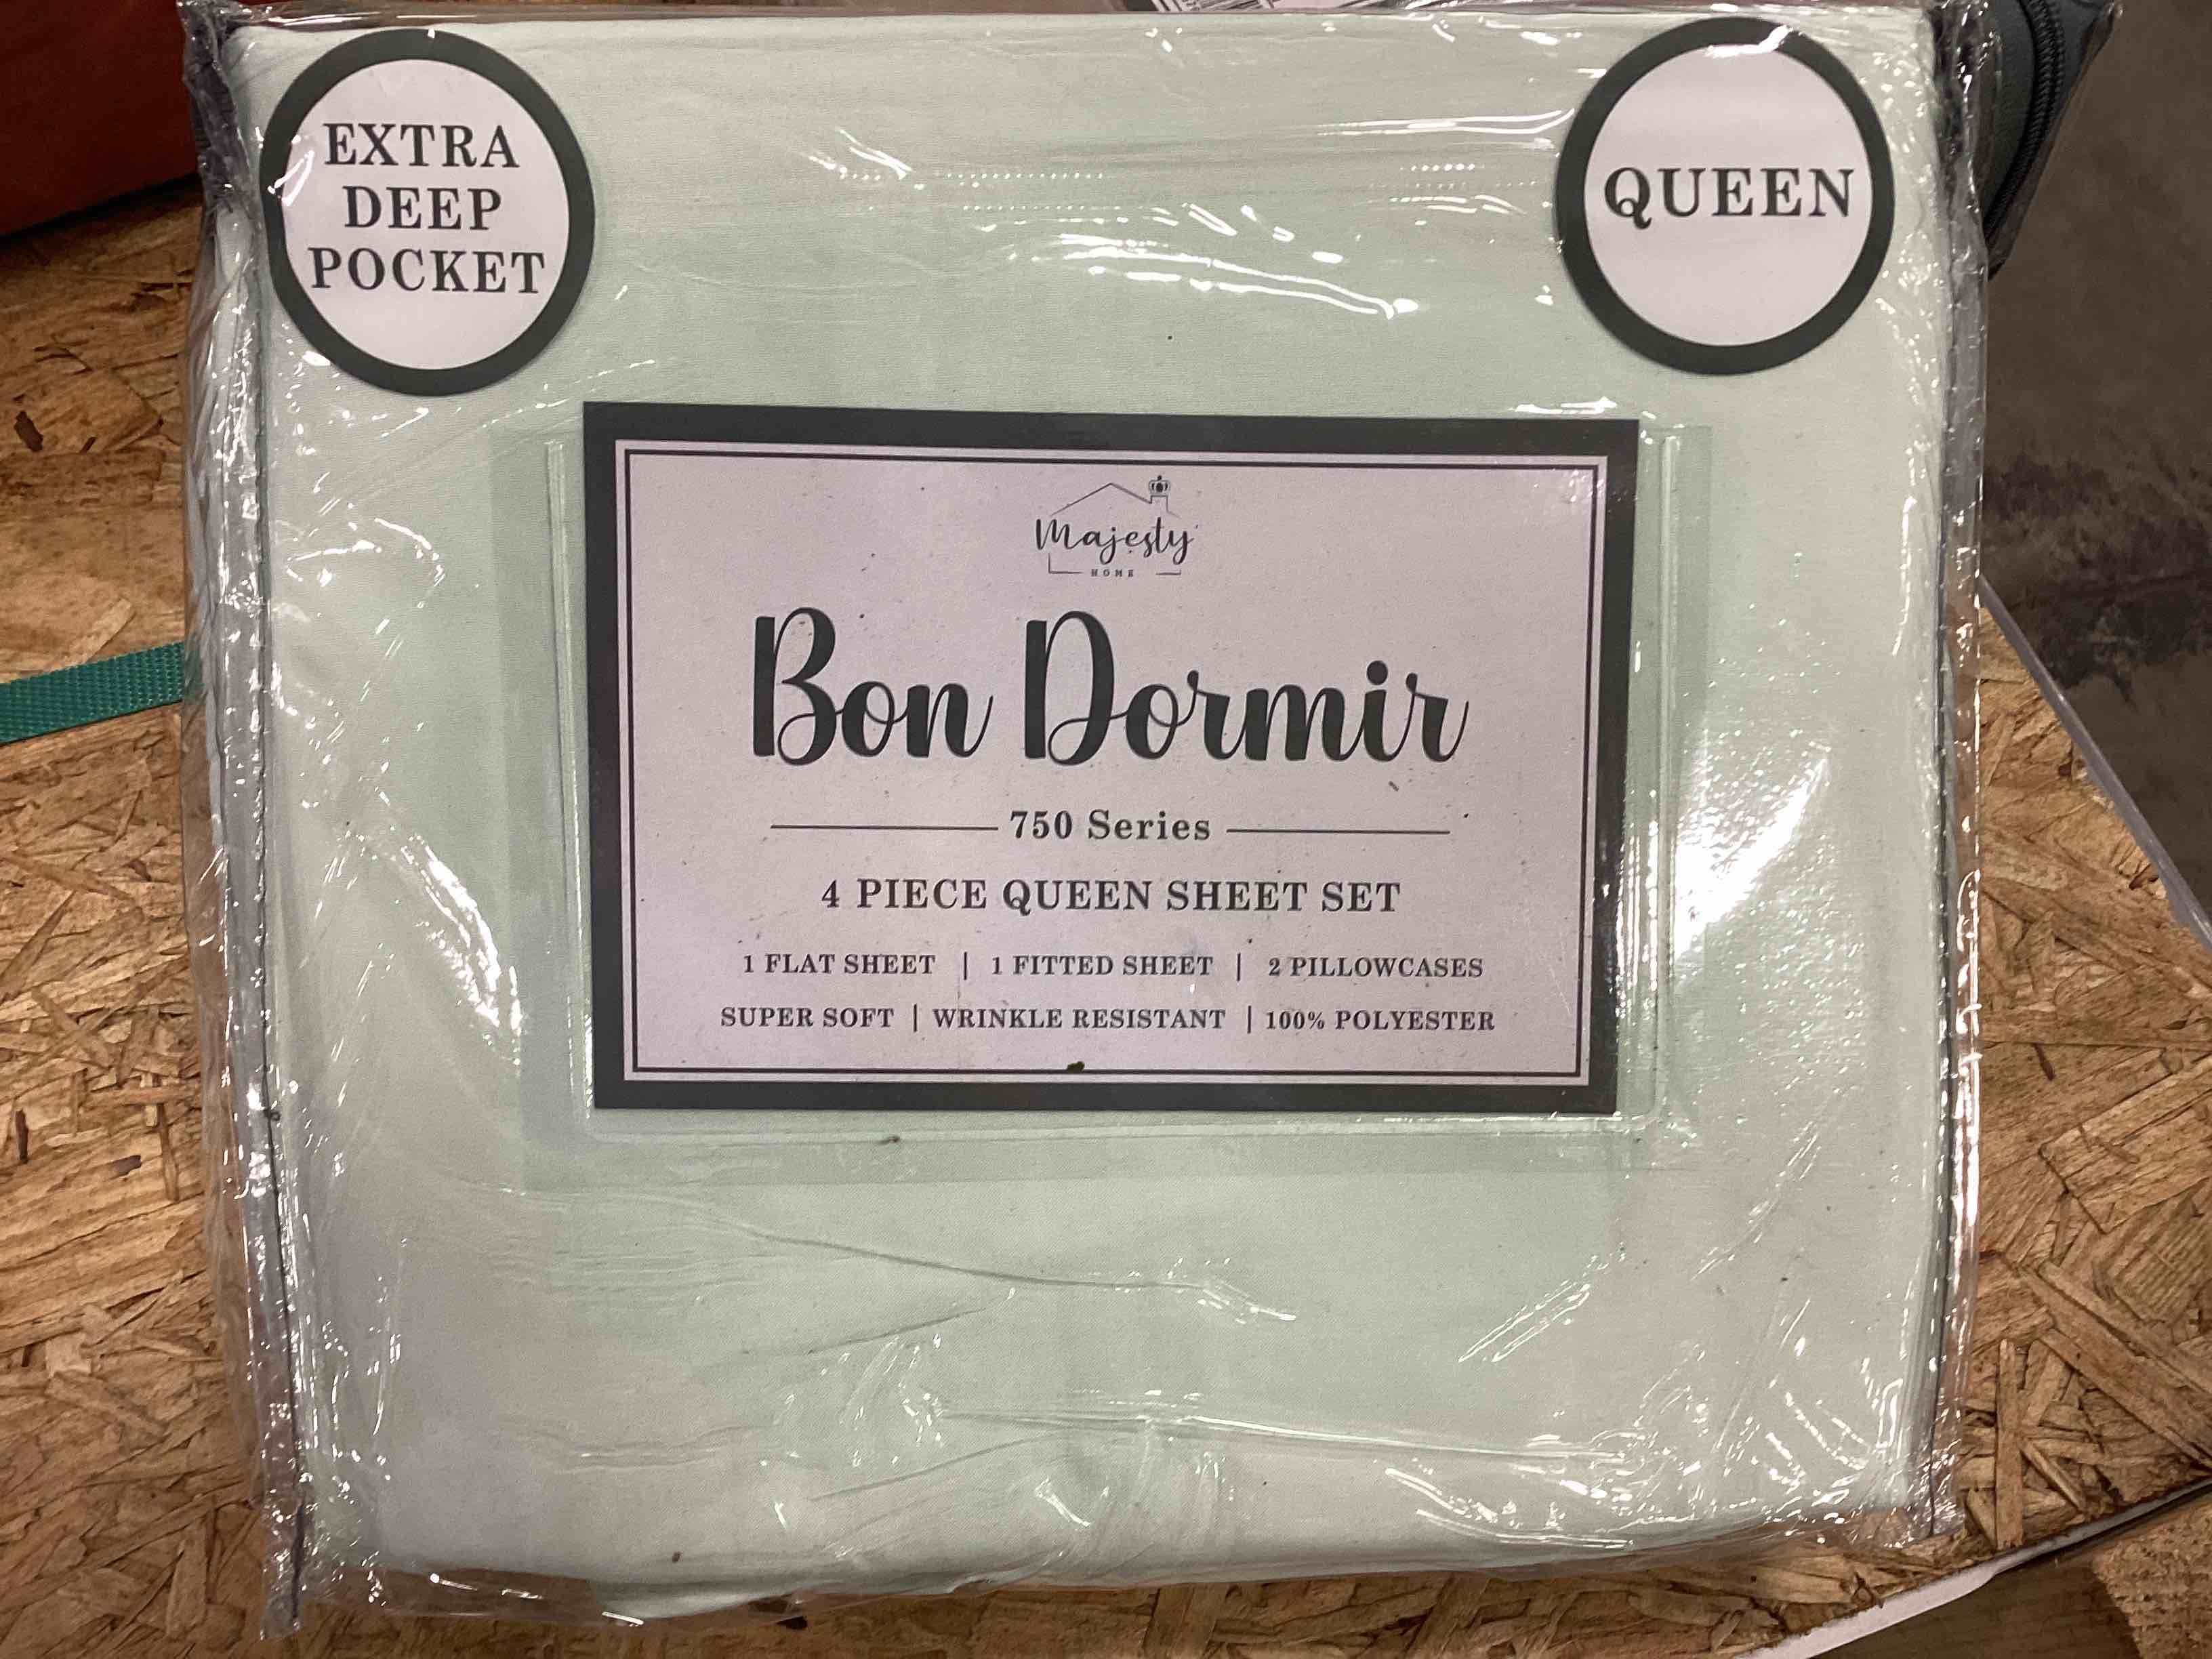 EXTRA
DEEP
POCKET
QUEEN
Majesty
HOME
Bon Dormir
750 Series
4 PIECE QUEEN SHEET SET
1 FLAT SHEET | 1 FITTED SHEET | 2 PILLOWCASES
SUPER SOFT | WRINKLE RESISTANT | 100% POLYESTER